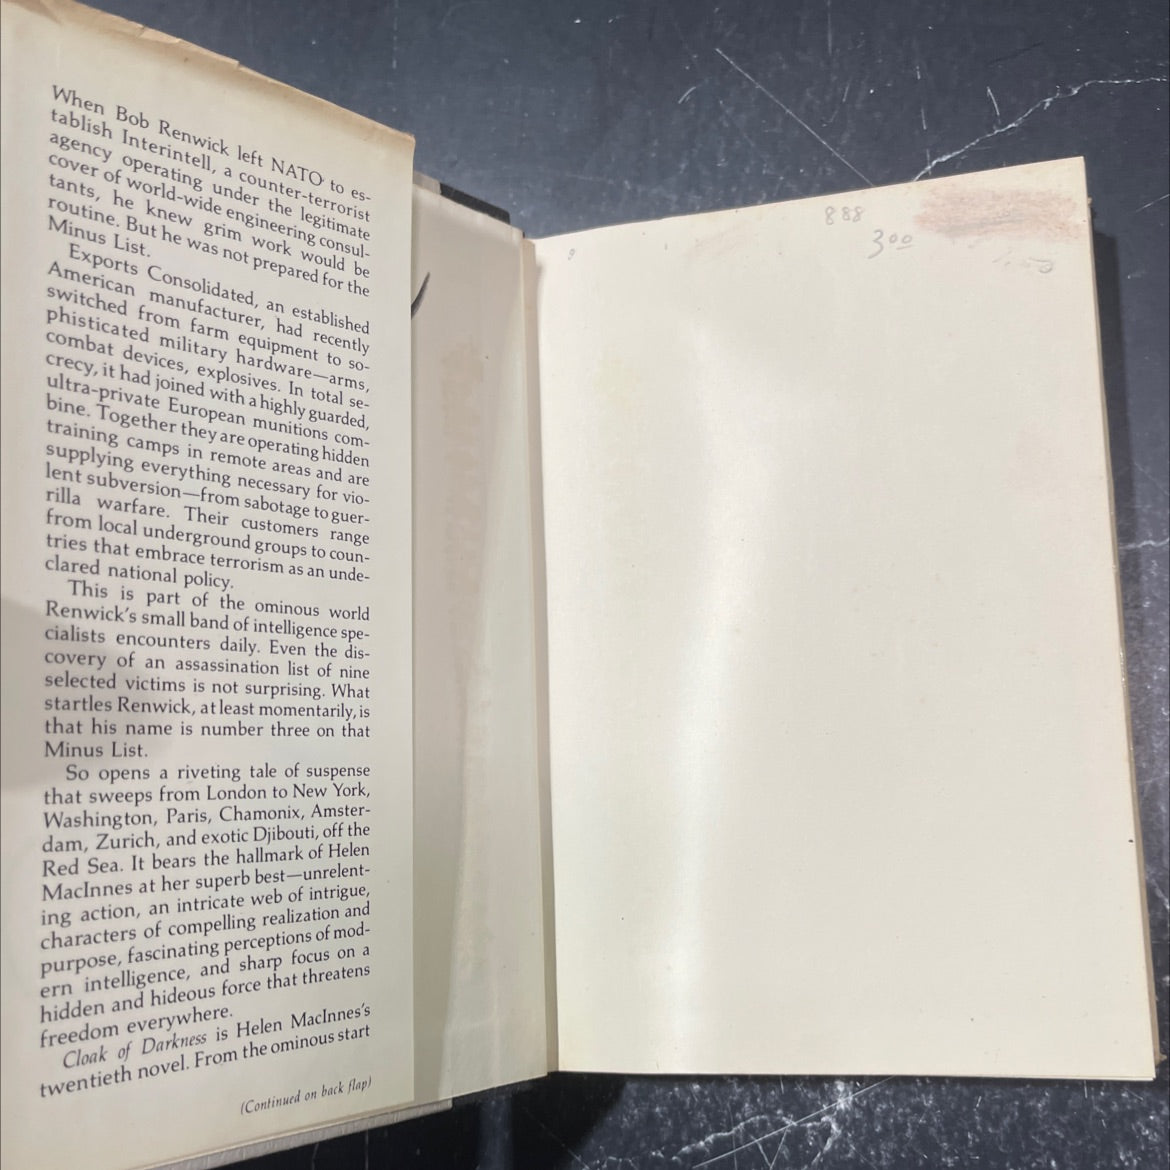 When Bob Renwick left NATO to es-
tablish Interintell, a counter-terrorist
agency operating under the legitimate
cover of world-wide engineering consul-
tants, he knew grim work would be
routine. But he was not prepared for the
Minus List.
Exports Consolidated, an established
American manufacturer, had recently
switched from farm equipment to so-
phisticated military hardware—arms,
combat devices, explosives. In total se-
crecy, it had joined with a highly guarded,
ultra-private European munitions com-
bine. Together they are operating hidden
training camps in remote areas and are
supplying everything necessary for vio-
lent subversion—from sabotage to guer-
rilla warfare. Their customers range
from local underground groups to coun-
tries that embrace terrorism as an unde-
clared national policy.
This is part of the ominous world
Renwick's small band of intelligence spe-
cialists encounters daily. Even the dis-
covery of an assassination list of nine
selected victims is not surprising. What
startles Renwick, at least momentarily, is
that his name is number three on that
Minus List.
So opens a riveting tale of suspense
that sweeps from London to New York,
Washington, Paris, Chamonix, Amster-
dam, Zurich, and exotic Djibouti, off the
Red Sea. It bears the hallmark of Helen
MacInnes at her superb best—unrelent-
ing action, an intricate web of intrigue,
characters of compelling realization and
purpose, fascinating perceptions of mod-
ern intelligence, and sharp focus on a
hidden and hideous force that threatens
freedom everywhere.
Cloak of Darkness is Helen MacInnes's
twentieth novel. From the ominous start
(Continued on back flap)
888
3 00